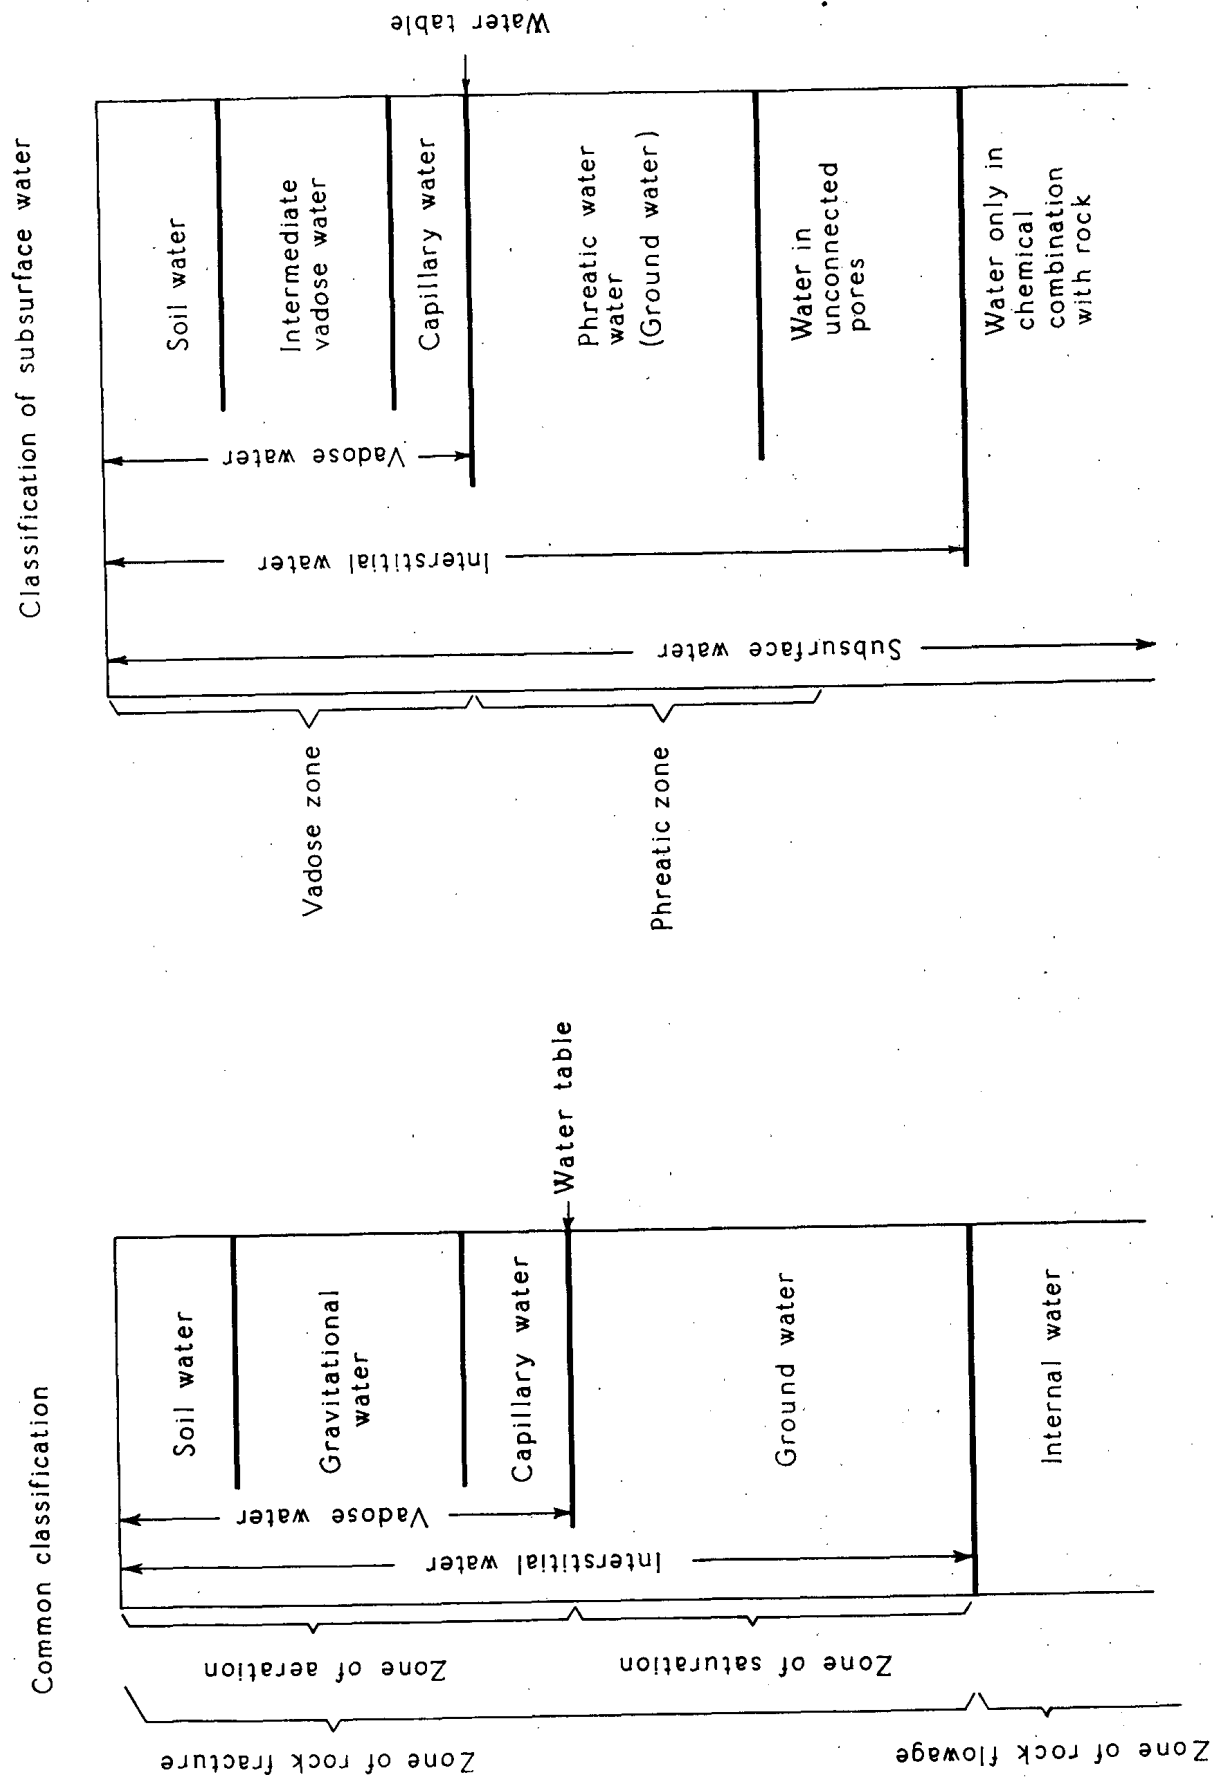 Common classification
Zone of rock fracture
Zone of rock flowage
Zone of aeration
Zone of saturation
Interstitial water
Vadose water
Soil water
Gravitational
water
Capillary water
Water table
Ground water
Internal water
Classification of subsurface water
Vadose zone
Phreatic zone
Subsurface water
Interstitial water
Vadose water
Soil water
Intermediate
vadose water
Capillary water
Water table
Phreatic water
water
(Ground water)
Water in
unconnected
pores
Water only in
chemical
combination
with rock